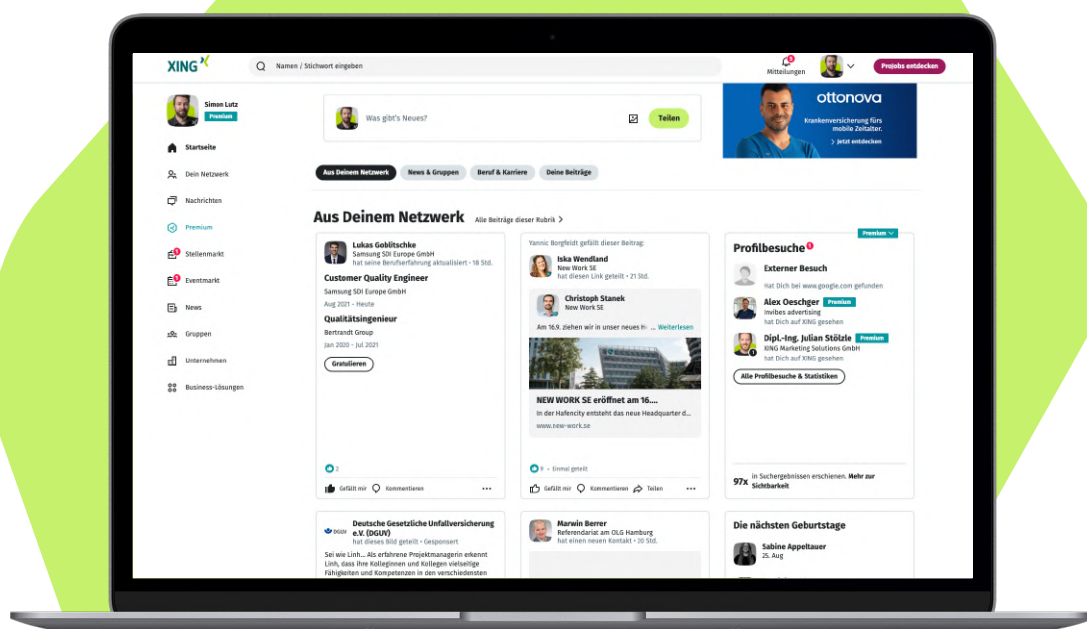 XING
Namen / Stichwort eingeben
5
Mitteilungen
Projobs entdecken
Simon Lutz
Premium
Startseite
Dein Netzwerk
Nachrichten
Premium
Stellenmarkt
Eventmarkt
News
Gruppen
Unternehmen
Business-Lösungen
Was gibt's Neues?
Teilen
ottonova
Krankenversicherung fürs
mobile Zeitalter.
> Jetzt entdecken
Aus Deinem Netzwerk
News & Gruppen
Beruf & Karriere
Deine Beiträge
Aus Deinem Netzwerk
Alle Beiträge dieser Rubrik >
Lukas Goblitschke
Samsung SDI Europe GmbH
hat seine Berufserfahrung aktualisiert • 18 Std.
Customer Quality Engineer
Samsung SDI Europe GmbH
Aug 2021 - Heute
Qualitätsingenieur
Bertrandt Group
Jan 2020 - Jul 2021
Gratulieren
2
Gefällt mir
Kommentieren
Yannic Borgfeldt gefällt dieser Beitrag:
Iska Wendland
New Work SE
hat diesen Link geteilt • 21 Std.
Christoph Stanek
New Work SE
Am 16.9. ziehen wir in unser neues H ... Weiterlesen
NEW WORK SE eröffnet am 16....
In der Hafencity entsteht das neue Headquarter d...
www.new-work.se
9 • Einmal geteilt
Gefällt mir
Kommentieren
Teilen
Premium
Profilbesuche
Externer Besuch
Hat Dich bei www.google.com gefunden
Alex Oeschger Premium
Invibes advertising
hat Dich auf XING gesehen
Dipl.-Ing. Julian Stölzle Premium
XING Marketing Solutions GmbH
hat Dich auf XING gesehen
Alle Profilbesuche & Statistiken
97x in Suchergebnissen erschienen. Mehr zur
Sichtbarkeit
DGUV
Deutsche Gesetzliche Unfallversicherung
e.V. (DGUV)
hat dieses Bild geteilt • Gesponsert
Sei wie Linh... Als erfahrene Projektmanagerin erkennt
Linh, dass ihre Kolleginnen und Kollegen vielseitige
Fähigkeiten und Kompetenzen in den verschiedensten
Marwin Berrer
Referendariat am OLG Hamburg
hat einen neuen Kontakt • 20 Std.
Die nächsten Geburtstage
Sabine Appeltauer
25. Aug